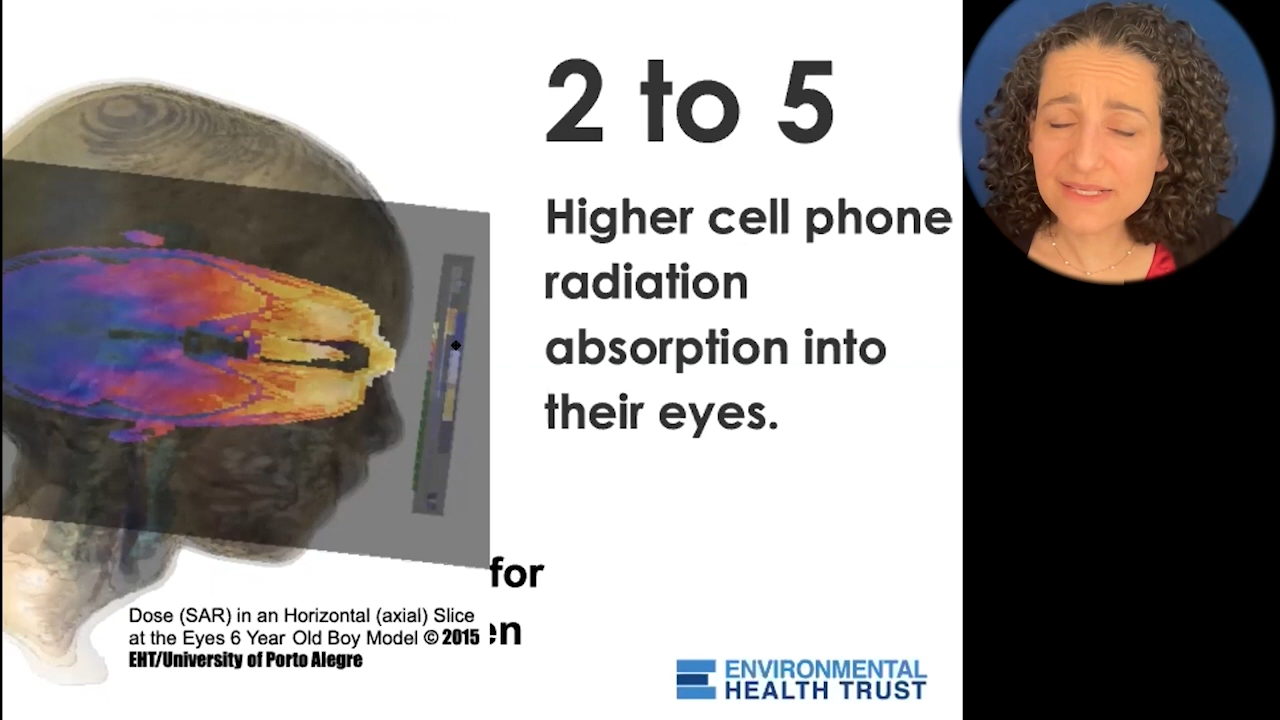 2 to 5
Higher cell phone
radiation
absorption into
their eyes.
for
en
Dose (SAR) in an Horizontal (axial) Slice
at the Eyes 6 Year Old Boy Model © 2015
EHT/University of Porto Alegre
ENVIRONMENTAL
HEALTH TRUST